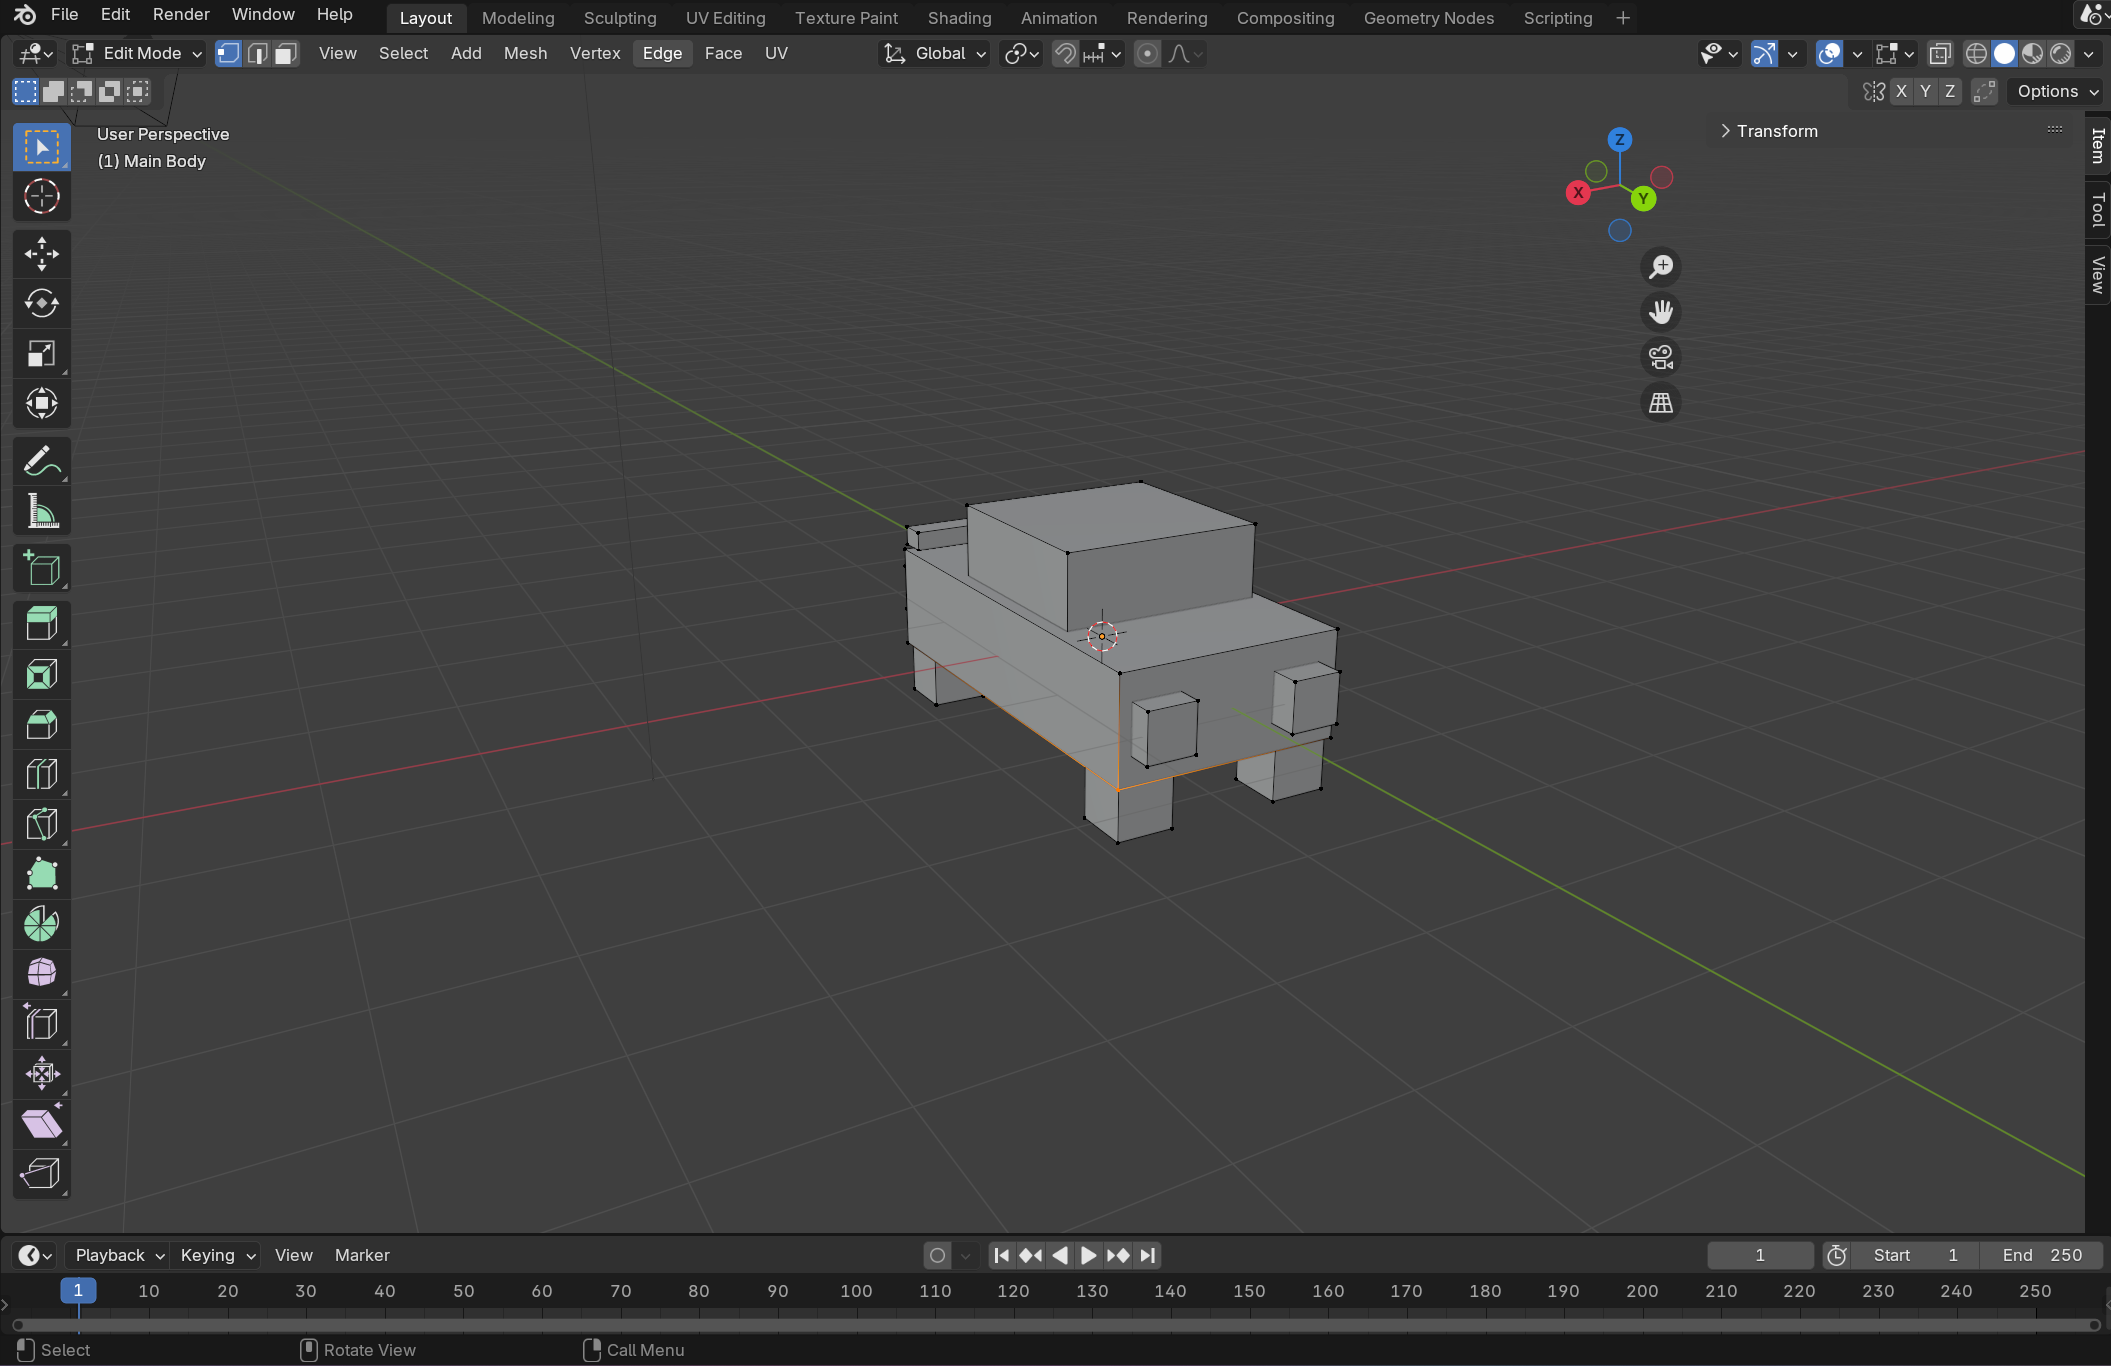 File Edit Render Window Help Layout Modeling Sculpting UV Editing Texture Paint Shading Animation Rendering Compositing Geometry Nodes Scripting +
Edit Mode View Select Add Mesh Vertex Edge Face UV Global
X Y Z Options
User Perspective
(1) Main Body
Transform
Item
Tool
View
Z
X
Y
Playback Keying View Marker 1 Start 1 End 250
1 10 20 30 40 50 60 70 80 90 100 110 120 130 140 150 160 170 180 190 200 210 220 230 240 250
Select Rotate View Call Menu